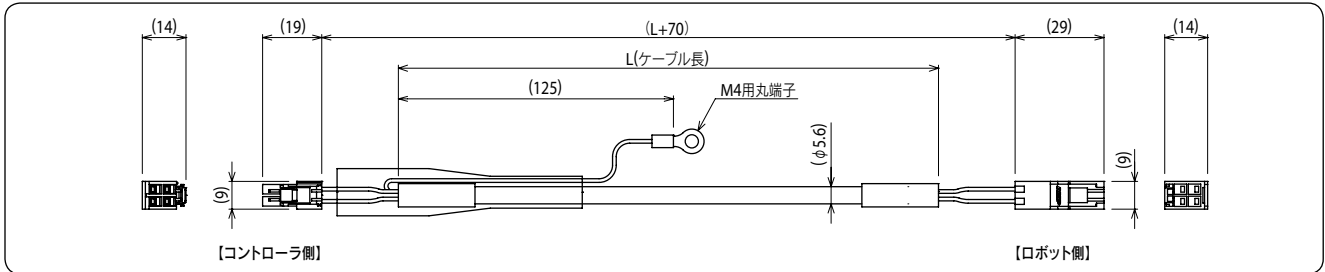 (14)
(19)
(L+70)
(29)
(14)
L(ケーブル長)
(125)
M4用丸端子
(φ5.6)
(9)
(9)
【コントローラ側】
【ロボット側】